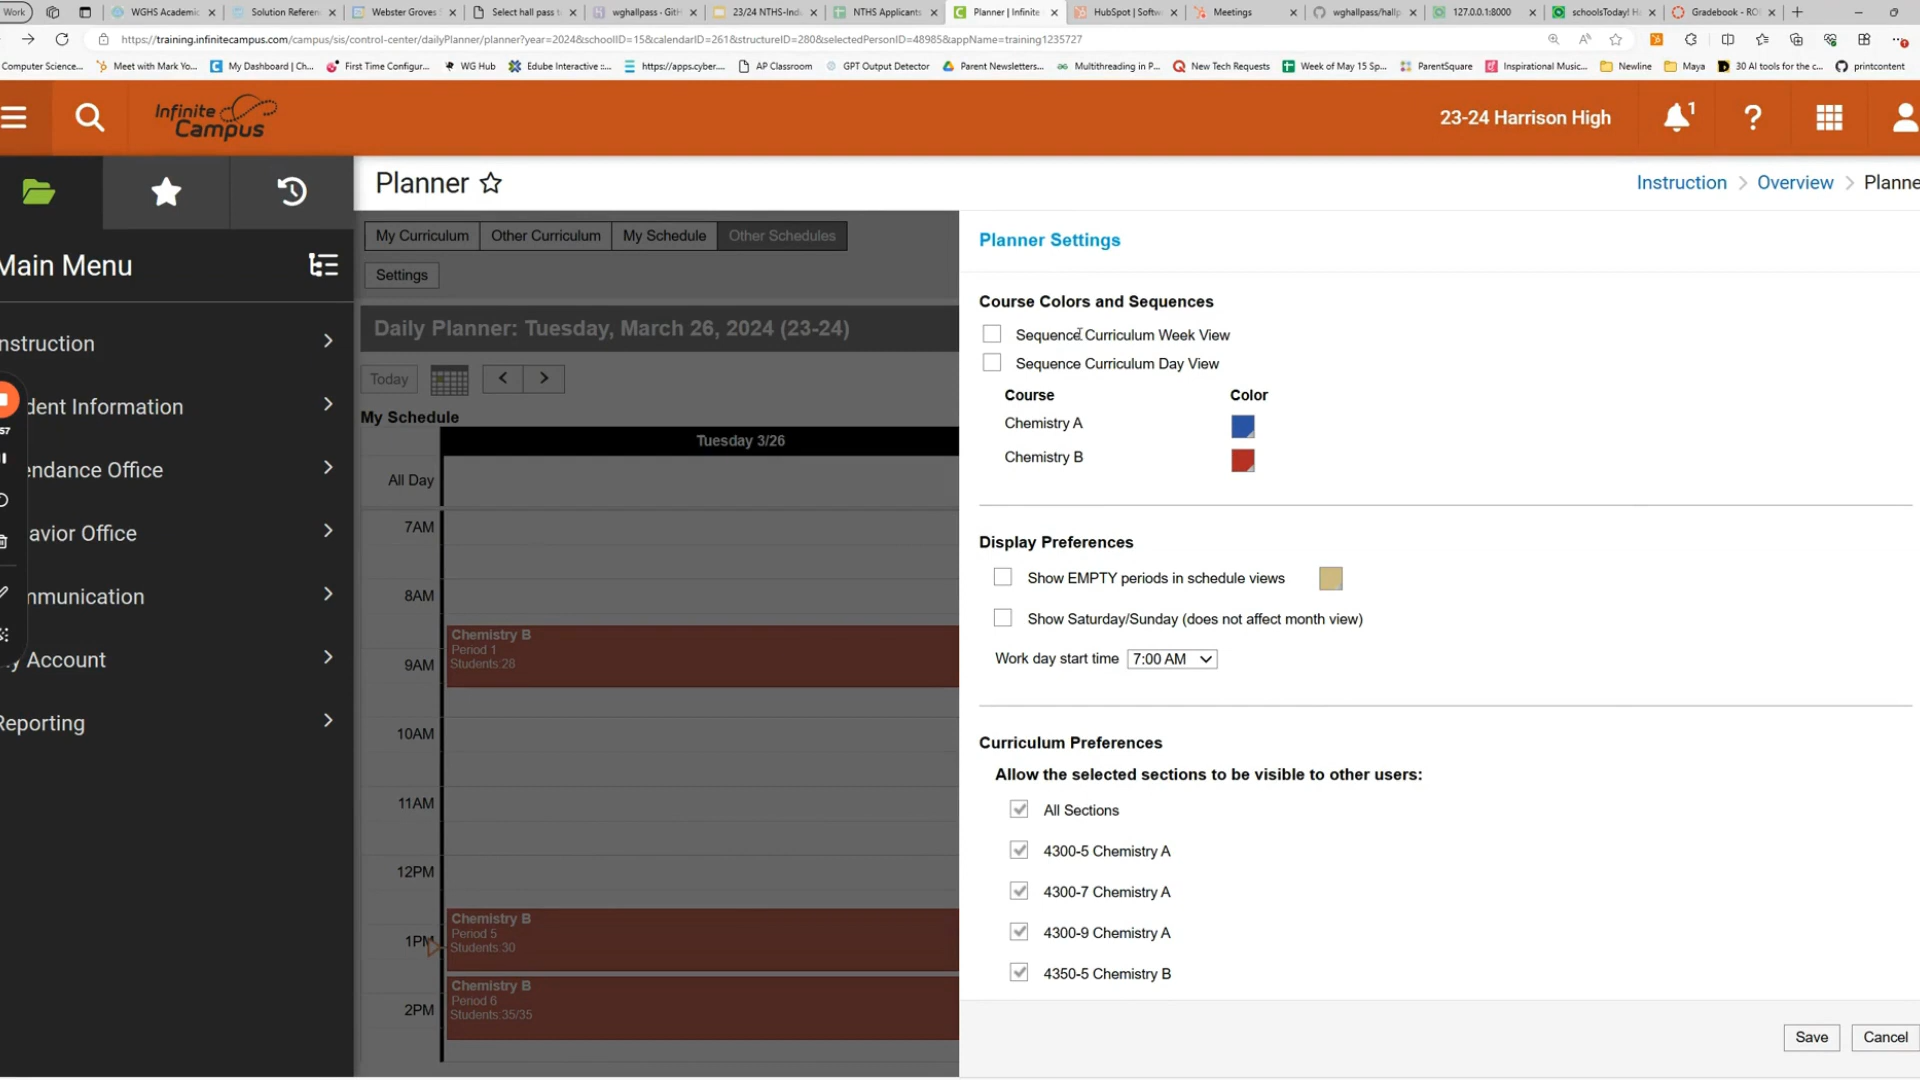 Work
WGHS Academic
Solution Referen
Webster Groves
Select hall pass t
wghallpass - GitH
23/24 NTHS-Ind
NTHS Applicants
Planner | Infinite
HubSpot | Softw
Meetings
wghallpass/hallp
127.0.0.1:8000
schoolsToday! Ha
Gradebook - RO
https://training.infinitecampus.com/campus/sis/control-center/dailyPlanner/planner?year=2024&schoolID=15&calendarID=261&structureID=280&selectedPersonID=48985&appName=training1235727
Computer Science...
Meet with Mark Yo...
My Dashboard | Ch...
First Time Configur...
WG Hub
Edube Interactive ::...
https://apps.cyber....
AP Classroom
GPT Output Detector
Parent Newsletters...
Multithreading in P...
New Tech Requests
Week of May 15 Sp...
ParentSquare
Inspirational Music...
Newline
Maya
30 AI tools for the c...
printcontent
Infinite
Campus
23-24 Harrison High
1
Planner
Instruction > Overview > Planne
Main Menu
nstruction
dent Information
endance Office
avior Office
mmunication
y Account
Reporting
57
My Curriculum
Other Curriculum
My Schedule
Other Schedules
Settings
Daily Planner: Tuesday, March 26, 2024 (23-24)
Today
My Schedule
Tuesday 3/26
All Day
7AM
8AM
Chemistry B
Period 1
Students:28
9AM
10AM
11AM
12PM
Chemistry B
Period 5
Students:30
1PM
Chemistry B
Period 6
Students:35/35
2PM
Planner Settings
Course Colors and Sequences
Sequence Curriculum Week View
Sequence Curriculum Day View
Course Color
Chemistry A
Chemistry B
Display Preferences
Show EMPTY periods in schedule views
Show Saturday/Sunday (does not affect month view)
Work day start time 7:00 AM
Curriculum Preferences
Allow the selected sections to be visible to other users:
All Sections
4300-5 Chemistry A
4300-7 Chemistry A
4300-9 Chemistry A
4350-5 Chemistry B
Save
Cancel